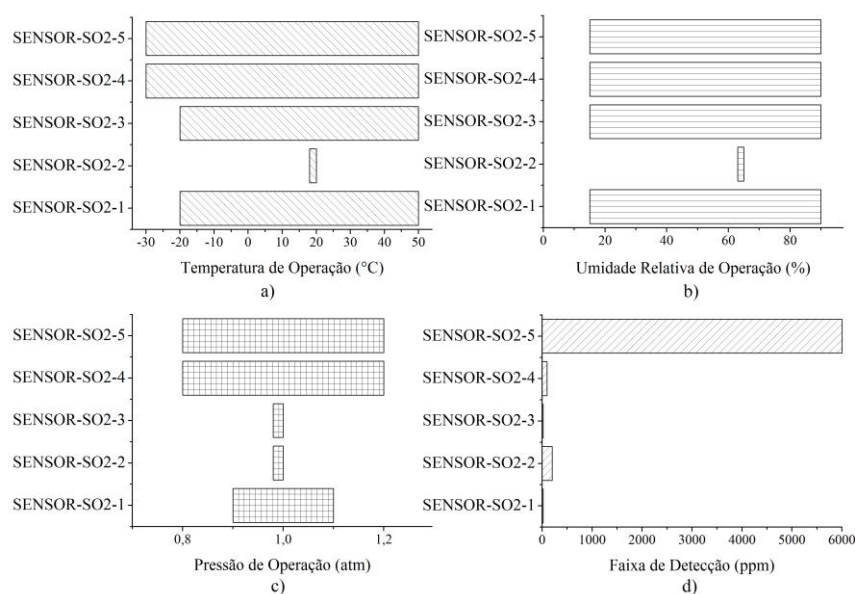 SENSOR-SO2-5
SENSOR-SO2-4
SENSOR-SO2-3
SENSOR-SO2-2
SENSOR-SO2-1
-30 -20 -10 0 10 20 30 40 50
Temperatura de Operação (°C)
a)
SENSOR-SO2-5
SENSOR-SO2-4
SENSOR-SO2-3
SENSOR-SO2-2
SENSOR-SO2-1
0 20 40 60 80
Umidade Relativa de Operação (%)
b)
SENSOR-SO2-5
SENSOR-SO2-4
SENSOR-SO2-3
SENSOR-SO2-2
SENSOR-SO2-1
0,8 1,0 1,2
Pressão de Operação (atm)
c)
SENSOR-SO2-5
SENSOR-SO2-4
SENSOR-SO2-3
SENSOR-SO2-2
SENSOR-SO2-1
0 1000 2000 3000 4000 5000 6000
Faixa de Detecção (ppm)
d)